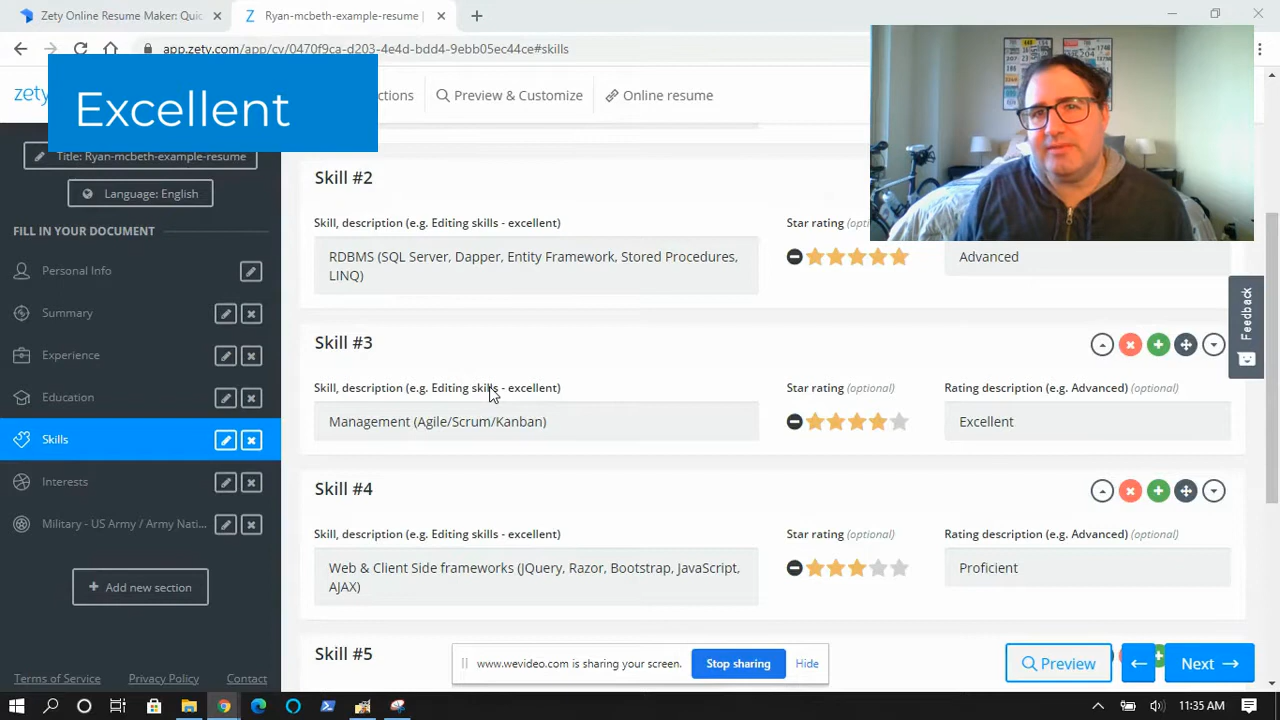 Zety Online Resume Maker: Quic
Ryan-mcbeth-example-resume |
app.zety.com/app/cv/0470f9ca-d203-4e4d-bdd4-9ebb05ec44ce#skills
zety
Excellent
ctions
Preview & Customize
Online resume
Title: Ryan-mcbeth-example-resume
Language: English
FILL IN YOUR DOCUMENT
Personal Info
Summary
Experience
Education
Skills
Interests
Military - US Army / Army Nati...
Add new section
Terms of Service
Privacy Policy
Contact
Skill #2
Skill, description (e.g. Editing skills - excellent)
Star rating (opti
RDBMS (SQL Server, Dapper, Entity Framework, Stored Procedures,
LINQ)
Advanced
Skill #3
Skill, description (e.g. Editing skills - excellent)
Star rating (optional)
Rating description (e.g. Advanced) (optional)
Management (Agile/Scrum/Kanban)
Excellent
Skill #4
Skill, description (e.g. Editing skills - excellent)
Star rating (optional)
Rating description (e.g. Advanced) (optional)
Web & Client Side frameworks (JQuery, Razor, Bootstrap, JavaScript,
AJAX)
Proficient
Skill #5
Feedback
www.wevideo.com is sharing your screen.
Stop sharing
Hide
Preview
Next
11:35 AM